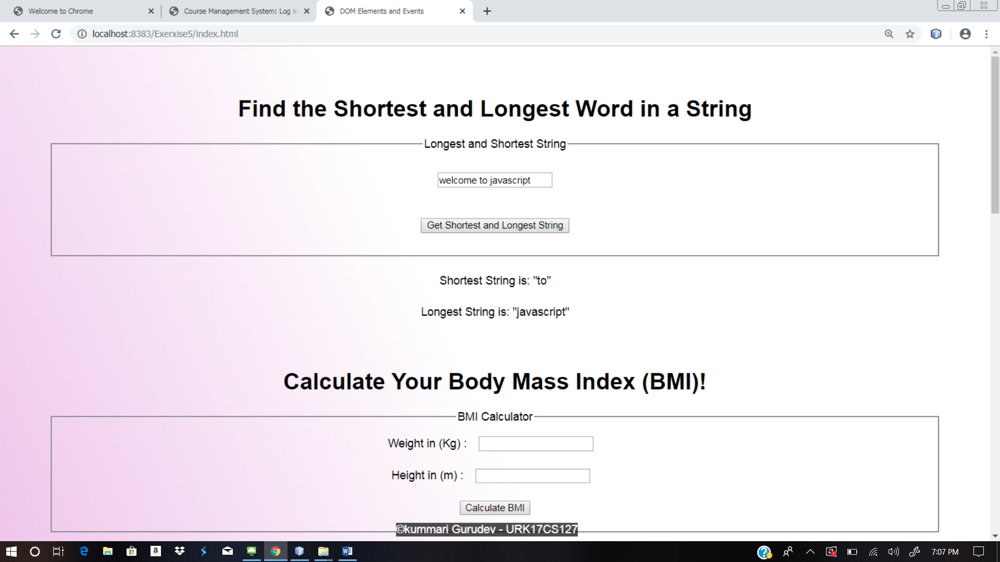 Welcome to Chrome
Course Management System: Log in
DOM Elements and Events
localhost:8383/Exerxise5/index.html
Find the Shortest and Longest Word in a String
Longest and Shortest String
welcome to javascript
Get Shortest and Longest String
Shortest String is: "to"
Longest String is: "javascript"
Calculate Your Body Mass Index (BMI)!
BMI Calculator
Weight in (Kg) :
Height in (m) :
Calculate BMI
©kummari Gurudev - URK17CS127
7:07 PM